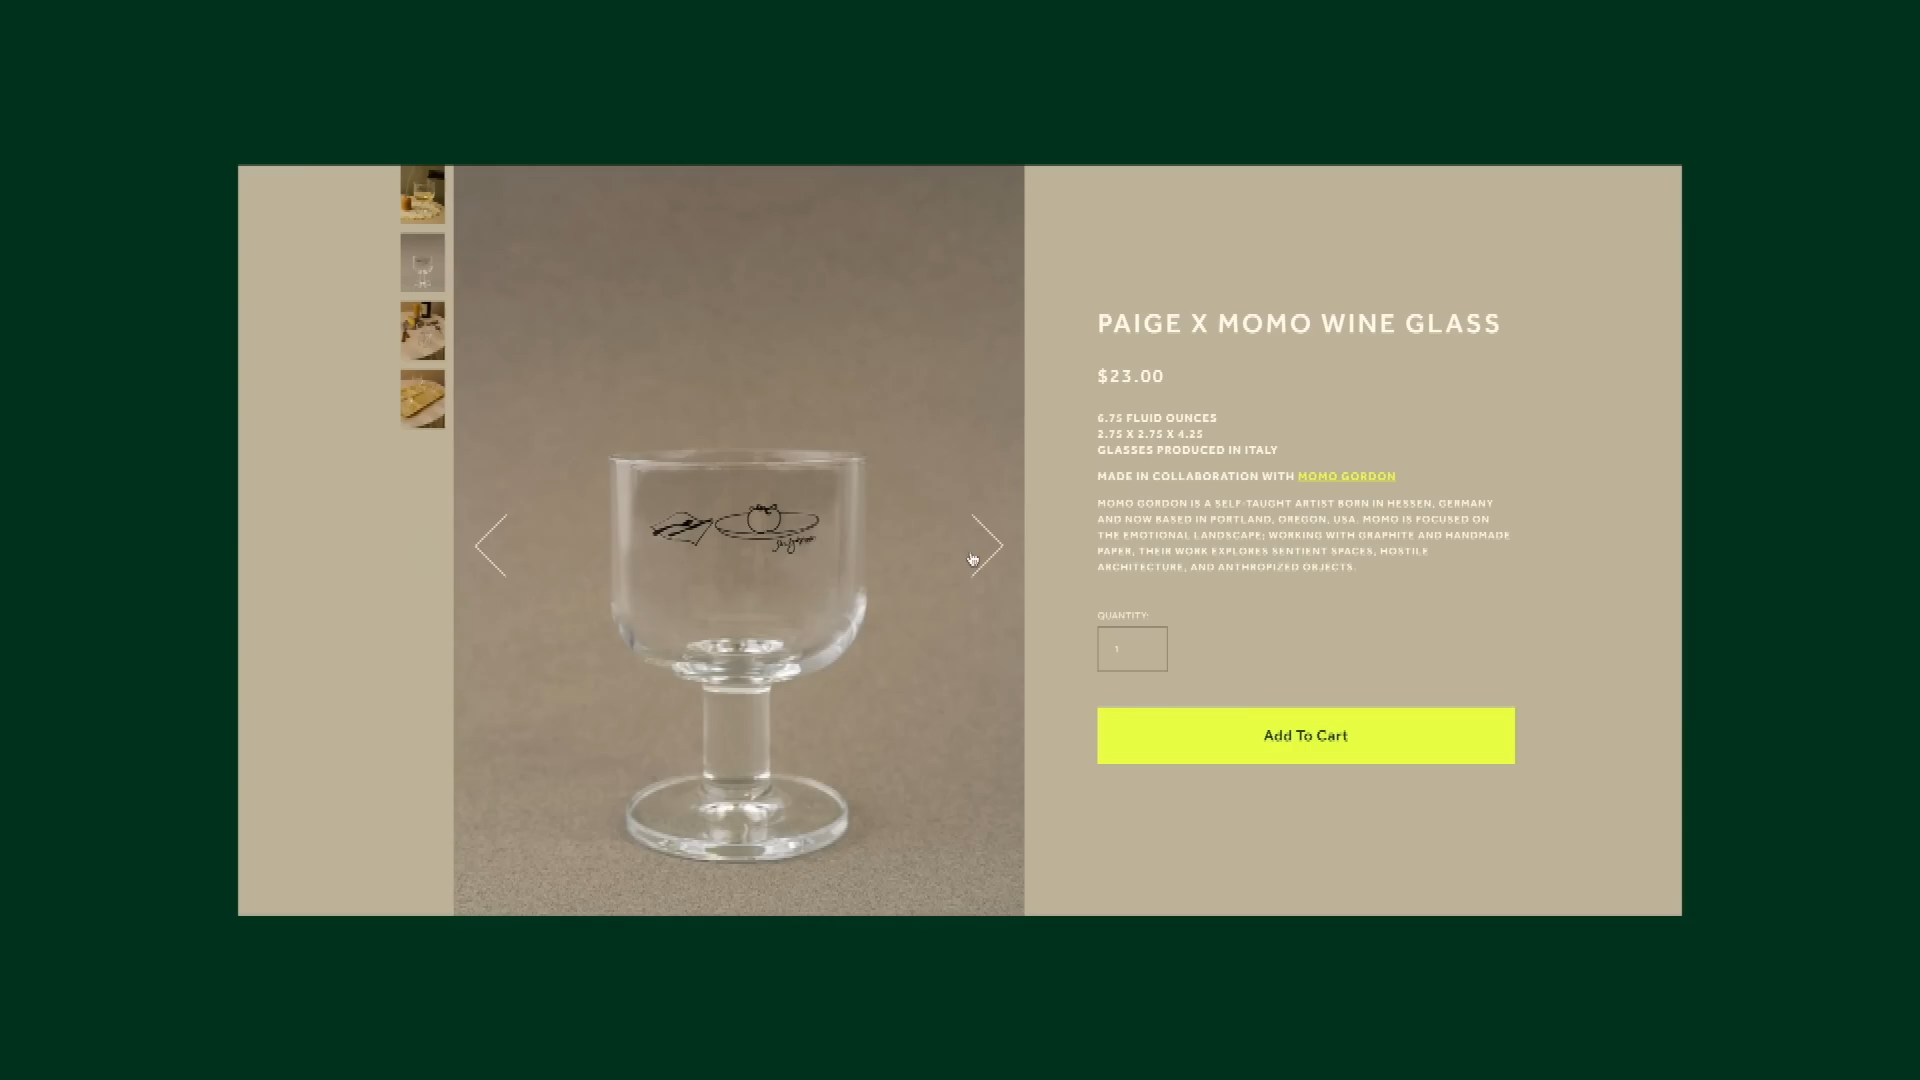 PAIGE X MOMO WINE GLASS
$23.00
6.75 FLUID OUNCES
2.75 X 2.75 X 4.25
GLASSES PRODUCED IN ITALY
MADE IN COLLABORATION WITH MOMO GORDON
MOMO GORDON IS A SELF-TAUGHT ARTIST BORN IN HESSEN, GERMANY
AND NOW BASED IN PORTLAND, OREGON, USA. MOMO IS FOCUSED ON
THE EMOTIONAL LANDSCAPE; WORKING WITH GRAPHITE AND HANDMADE
PAPER, THEIR WORK EXPLORES SENTIENT SPACES, HOSTILE
ARCHITECTURE, AND ANTHROPIZED OBJECTS.
QUANTITY:
1
Add To Cart